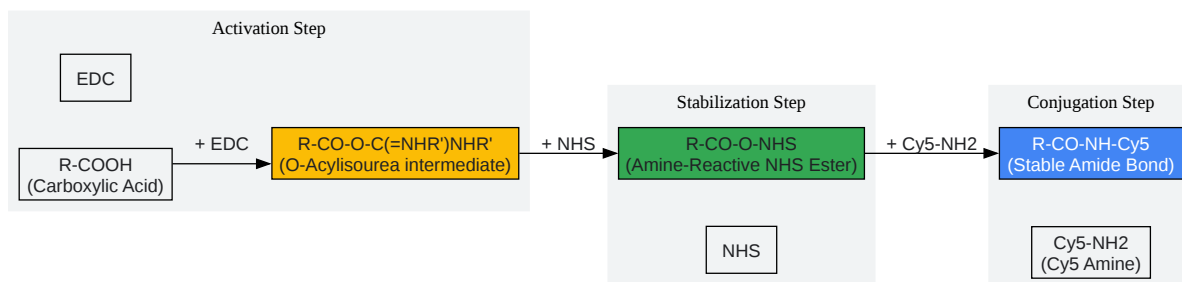 Activation Step
EDC
R-COOH
(Carboxylic Acid)
+ EDC
R-CO-O-C(=NHR')NHR'
(O-Acylisourea intermediate)
+ NHS
Stabilization Step
R-CO-O-NHS
(Amine-Reactive NHS Ester)
NHS
+ Cy5-NH2
Conjugation Step
R-CO-NH-Cy5
(Stable Amide Bond)
Cy5-NH2
(Cy5 Amine)